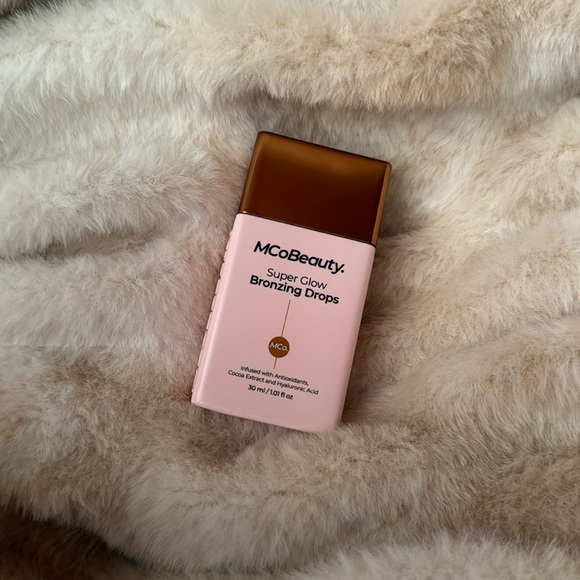 MCoBeauty.
Super Glow
Bronzing Drops
MCo.
Infused with Antioxidants,
Cocoa Extract and Hyaluronic Acid
30 ml / 1.01 fl oz